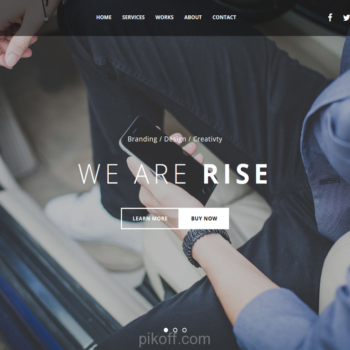 HOME SERVICES WORKS ABOUT CONTACT
Branding / Design / Creativty
WE ARE RISE
LEARN MORE BUY NOW
pikoff.com